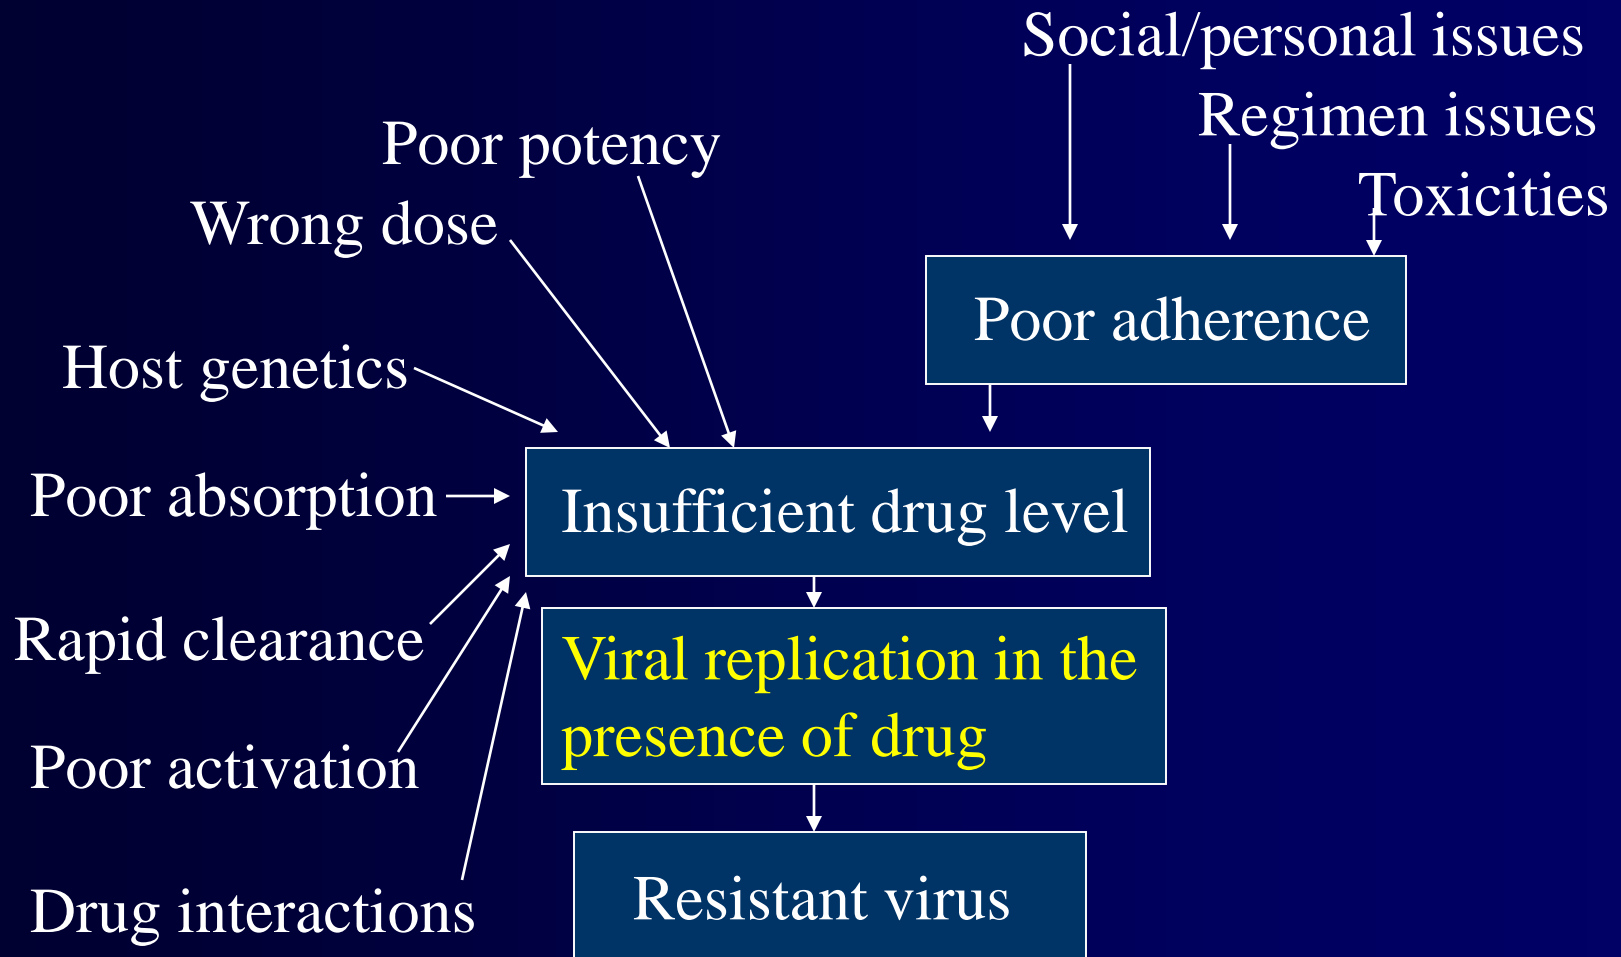 Social/personal issues
Regimen issues
Poor potency
Toxicities
Wrong dose
Poor adherence
Host genetics
Poor absorption
Insufficient drug level
Rapid clearance
Viral replication in the
presence of drug
Poor activation
Resistant virus
Drug interactions